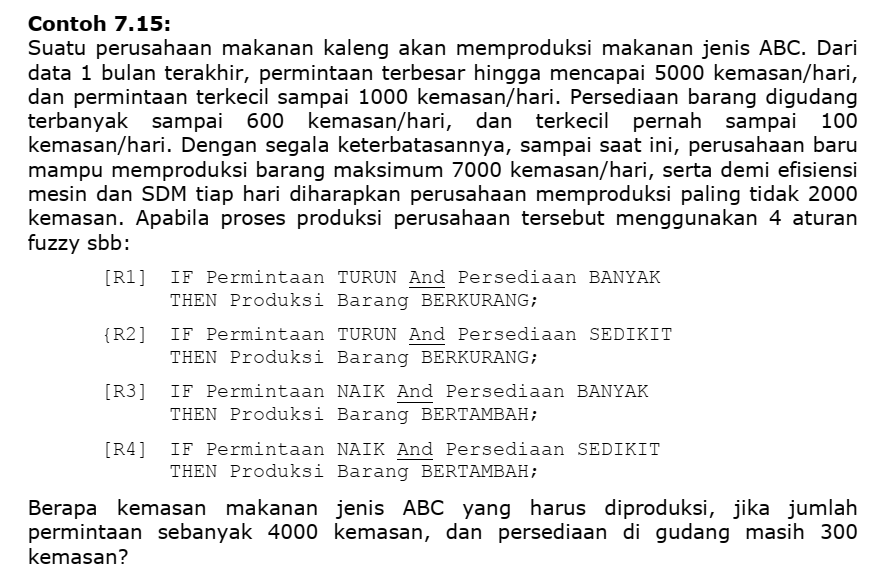 Contoh 7.15:
Suatu perusahaan makanan kaleng akan memproduksi makanan jenis ABC. Dari
data 1 bulan terakhir, permintaan terbesar hingga mencapai 5000 kemasan/hari,
dan permintaan terkecil sampai 1000 kemasan/hari. Persediaan barang digudang
terbanyak sampai 600 kemasan/hari, dan terkecil pernah sampai 100
kemasan/hari. Dengan segala keterbatasannya, sampai saat ini, perusahaan baru
mampu memproduksi barang maksimum 7000 kemasan/hari, serta demi efisiensi
mesin dan SDM tiap hari diharapkan perusahaan memproduksi paling tidak 2000
kemasan. Apabila proses produksi perusahaan tersebut menggunakan 4 aturan
fuzzy sbb:
[R1] IF Permintaan TURUN And Persediaan BANYAK
THEN Produksi Barang BERKURANG;
{R2] IF Permintaan TURUN And Persediaan SEDIKIT
THEN Produksi Barang BERKURANG;
[R3] IF Permintaan NAIK And Persediaan BANYAK
THEN Produksi Barang BERTAMBAH;
[R4] IF Permintaan NAIK And Persediaan SEDIKIT
THEN Produksi Barang BERTAMBAH;
Berapa kemasan makanan jenis ABC yang harus diproduksi, jika jumlah
permintaan sebanyak 4000 kemasan, dan persediaan di gudang masih 300
kemasan?